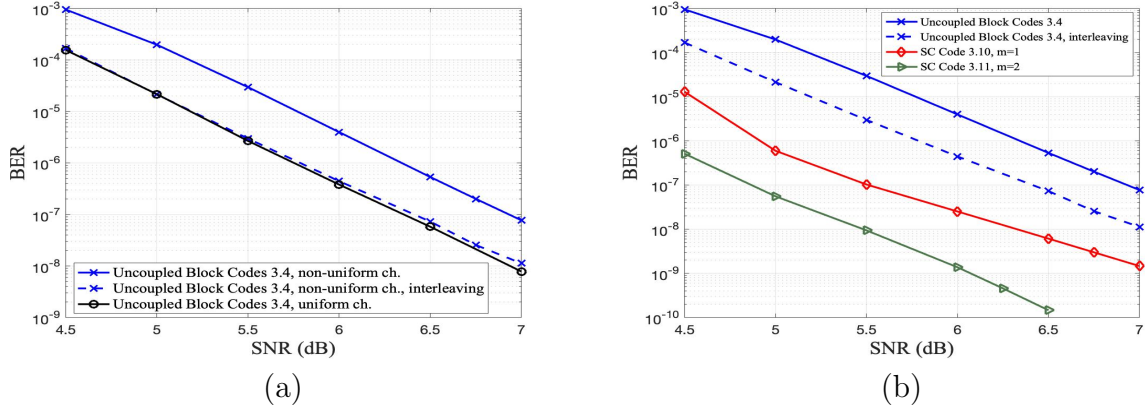 10^-3
10^-4
10^-5
10^-6
10^-7
10^-8
10^-9
BER
4.5 5 5.5 6 6.5 7
SNR (dB)
Uncoupled Block Codes 3.4, non-uniform ch.
Uncoupled Block Codes 3.4, non-uniform ch., interleaving
Uncoupled Block Codes 3.4, uniform ch.
(a)
10^-3
10^-4
10^-5
10^-6
10^-7
10^-8
10^-9
10^-10
BER
4.5 5 5.5 6 6.5 7
SNR (dB)
Uncoupled Block Codes 3.4
Uncoupled Block Codes 3.4, interleaving
SC Code 3.10, m=1
SC Code 3.11, m=2
(b)